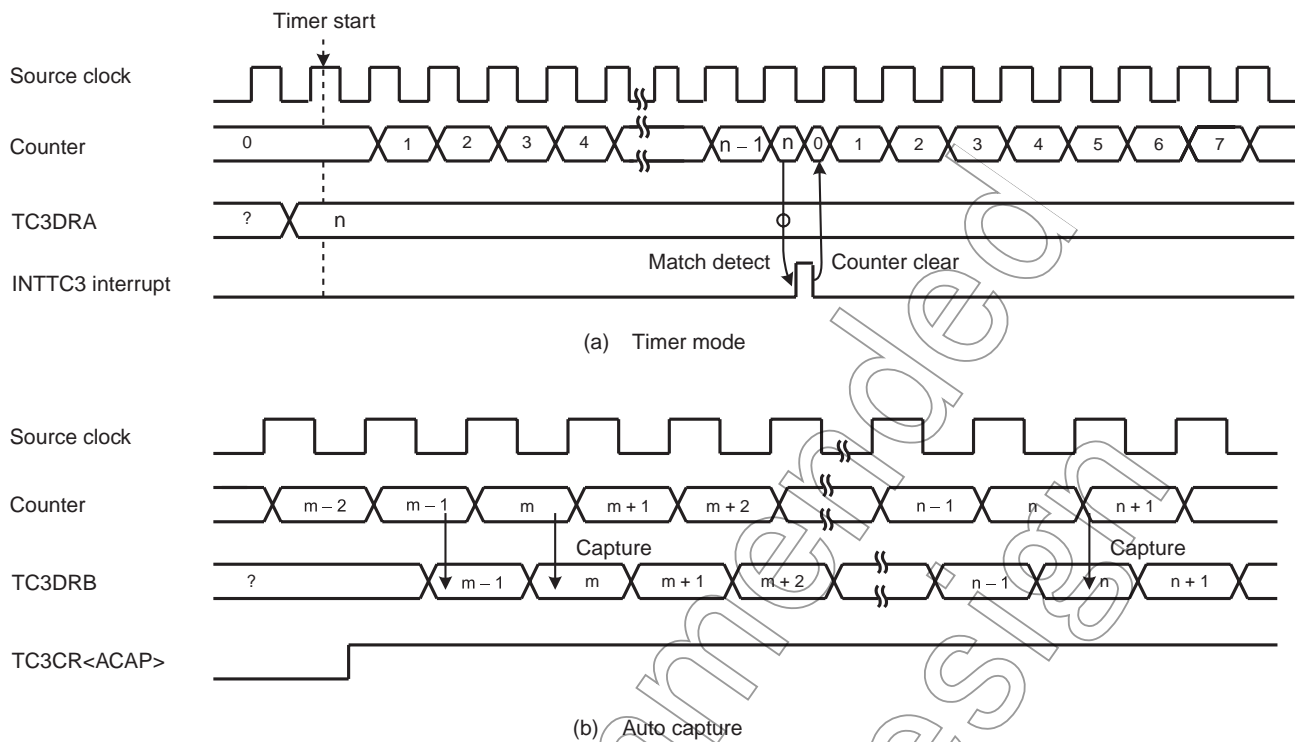 Timer start
Source clock
Counter
0 1 2 3 4 n – 1 n 0 1 2 3 4 5 6 7
TC3DRA
? n
Match detect Counter clear
INTTC3 interrupt
(a) Timer mode
Source clock
Counter
m – 2 m – 1 m m + 1 m + 2 n – 1 n n + 1
Capture Capture
TC3DRB
? m – 1 m m + 1 m + 2 n – 1 n n + 1
TC3CR<ACAP>
(b) Auto capture
mmended
esign